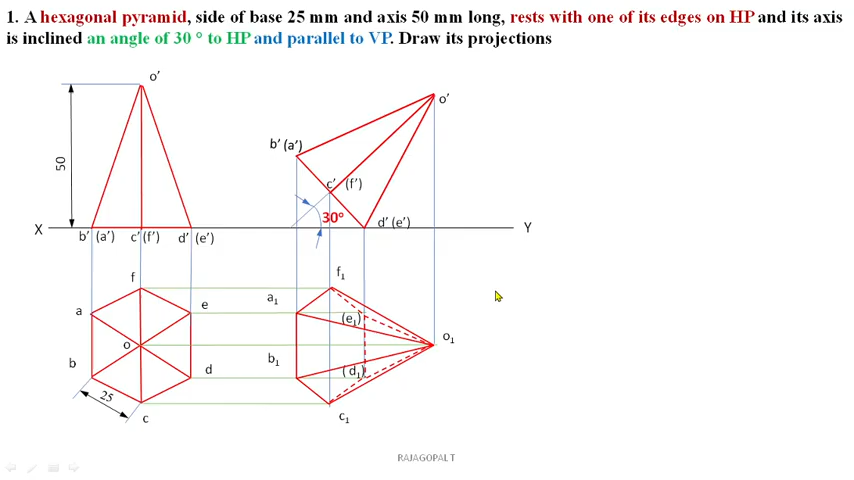 1. A hexagonal pyramid, side of base 25 mm and axis 50 mm long, rests with one of its edges on HP and its axis
is inclined an angle of 30 ° to HP and parallel to VP. Draw its projections
o’
o’
b’ (a’)
50
c’ (f’)
30°
d’ (e’)
X
Y
b’ (a’) c’ (f’) d’ (e’)
f
f₁
a
e
a₁
(e₁)
o
o₁
b
d
b₁
(d₁)
25
c
c₁
RAJAGOPAL T